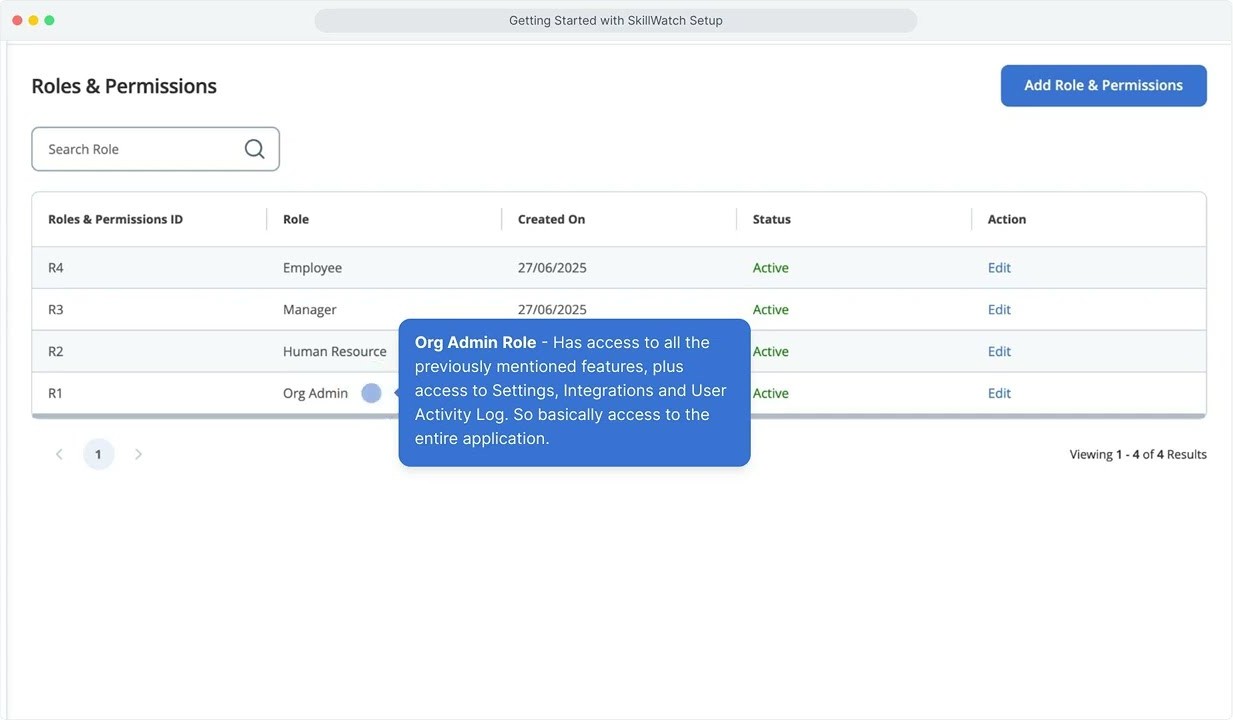 Getting Started with SkillWatch Setup
Roles & Permissions
Add Role & Permissions
Search Role
Roles & Permissions ID Role Created On Status Action
R4 Employee 27/06/2025 Active Edit
R3 Manager 27/06/2025 Active Edit
R2 Human Resource Active Edit
R1 Org Admin Active Edit
Org Admin Role - Has access to all the
previously mentioned features, plus
access to Settings, Integrations and User
Activity Log. So basically access to the
entire application.
1
Viewing 1 - 4 of 4 Results